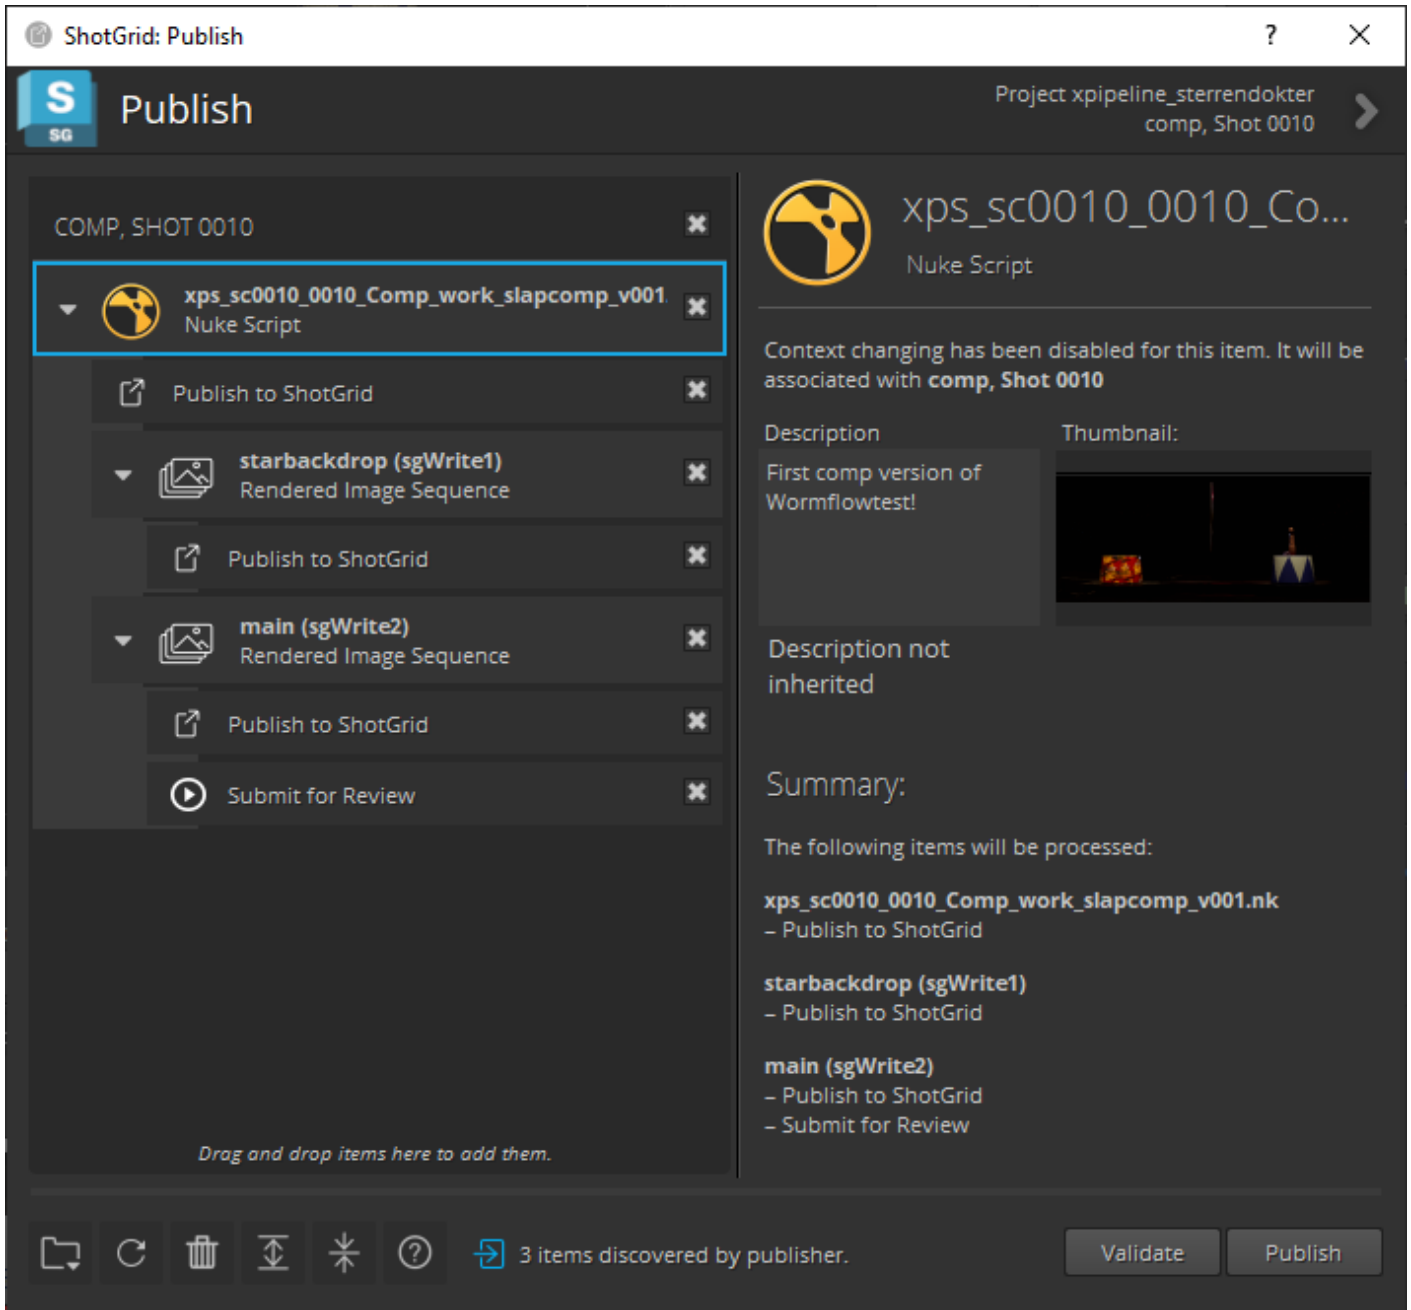 ShotGrid: Publish
?
S
SG
Publish
Project xpipeline_sterrendokter
comp, Shot 0010
COMP, SHOT 0010
xps_sc0010_0010_Comp_work_slapcomp_v001.
Nuke Script
Publish to ShotGrid
starbackdrop (sgWrite1)
Rendered Image Sequence
Publish to ShotGrid
main (sgWrite2)
Rendered Image Sequence
Publish to ShotGrid
Submit for Review
Drag and drop items here to add them.
xps_sc0010_0010_Co...
Nuke Script
Context changing has been disabled for this item. It will be
associated with comp, Shot 0010
Description
Thumbnail:
First comp version of
Wormflowtest!
Description not
inherited
Summary:
The following items will be processed:
xps_sc0010_0010_Comp_work_slapcomp_v001.nk
– Publish to ShotGrid
starbackdrop (sgWrite1)
– Publish to ShotGrid
main (sgWrite2)
– Publish to ShotGrid
– Submit for Review
?
3 items discovered by publisher.
Validate
Publish